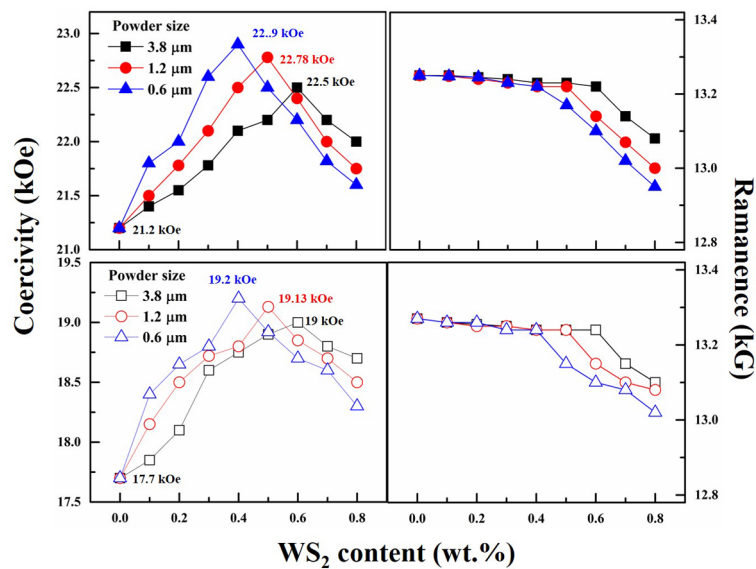 Powder size
3.8 μm
1.2 μm
0.6 μm
22..9 kOe
22.78 kOe
22.5 kOe
21.2 kOe
23.0
22.5
22.0
21.5
21.0
13.4
13.2
13.0
12.8
Coercivity (kOe)
Ramanence (kG)
Powder size
3.8 μm
1.2 μm
0.6 μm
19.2 kOe
19.13 kOe
19 kOe
17.7 kOe
19.5
19.0
18.5
18.0
17.5
13.4
13.2
13.0
12.8
0.0 0.2 0.4 0.6 0.8 0.0 0.2 0.4 0.6 0.8
WS₂ content (wt.%)